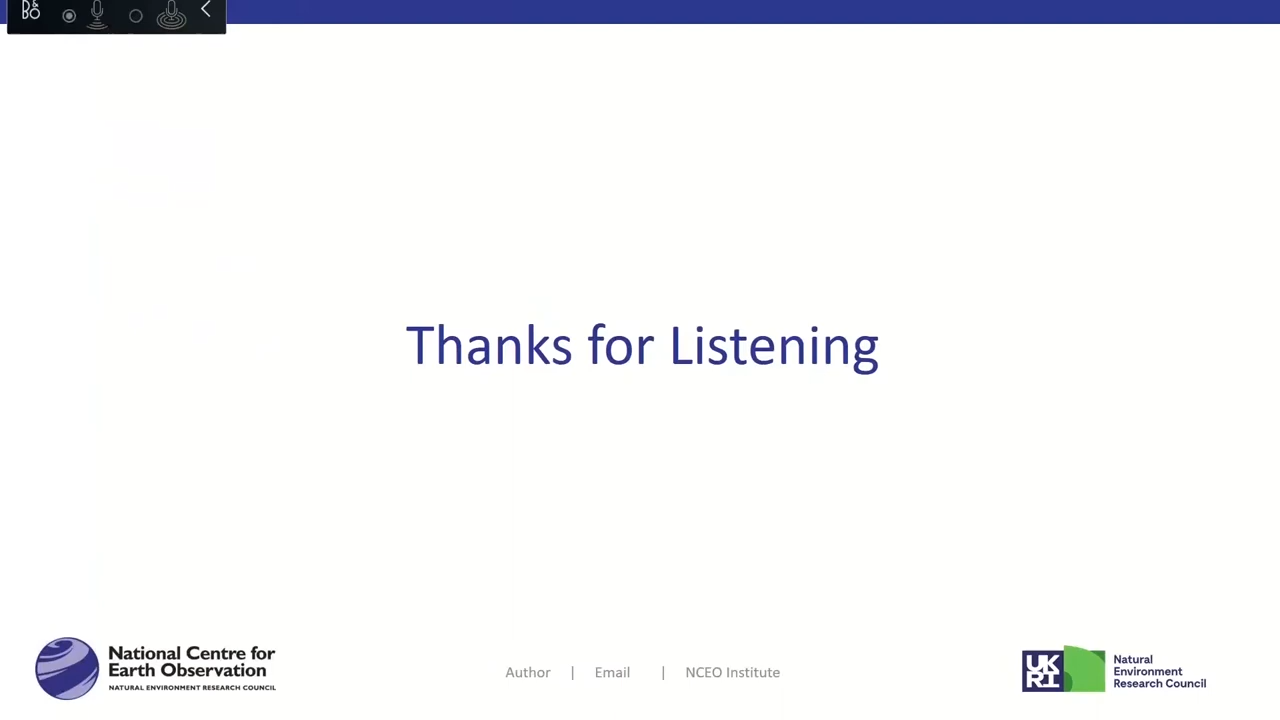 B&O
Thanks for Listening
National Centre for
Earth Observation
NATURAL ENVIRONMENT RESEARCH COUNCIL
Author | Email | NCEO Institute
UK
RI
Natural
Environment
Research Council